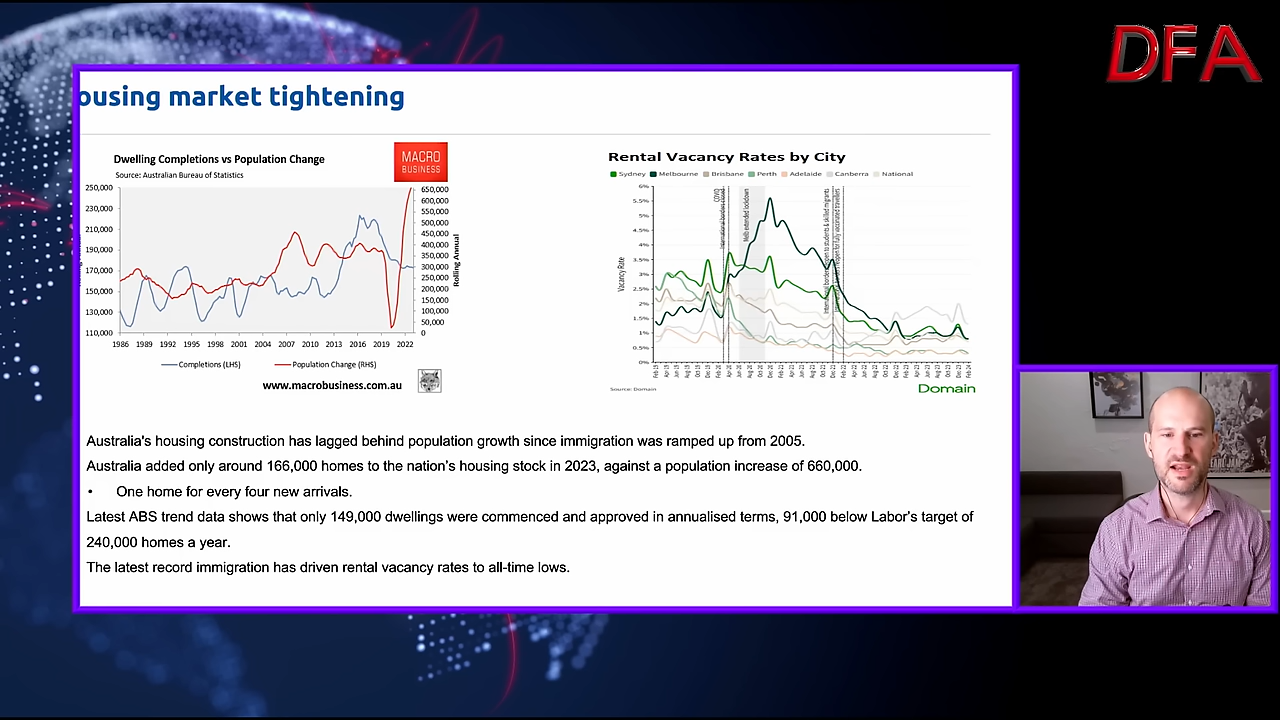 DFA
ousing market tightening
Dwelling Completions vs Population Change
Source: Australian Bureau of Statistics
MACRO
BUSINESS
250,000
230,000
210,000
190,000
170,000
150,000
130,000
110,000
650,000
600,000
550,000
500,000
450,000
400,000
350,000
300,000
250,000
200,000
150,000
100,000
50,000
0
Rolling Annual
1986 1989 1992 1995 1998 2001 2004 2007 2010 2013 2016 2019 2022
Completions (LHS) Population Change (RHS)
www.macrobusiness.com.au
Rental Vacancy Rates by City
Sydney Melbourne Brisbane Perth Adelaide Canberra National
6%
5.5%
5%
4.5%
4%
3.5%
3%
2.5%
2%
1.5%
1%
0.5%
0%
Vacancy Rate
COVID
International borders closed
Melb extended lockdown
Source: Domain
Domain
Australia's housing construction has lagged behind population growth since immigration was ramped up from 2005.
Australia added only around 166,000 homes to the nation's housing stock in 2023, against a population increase of 660,000.
• One home for every four new arrivals.
Latest ABS trend data shows that only 149,000 dwellings were commenced and approved in annualised terms, 91,000 below Labor's target of
240,000 homes a year.
The latest record immigration has driven rental vacancy rates to all-time lows.